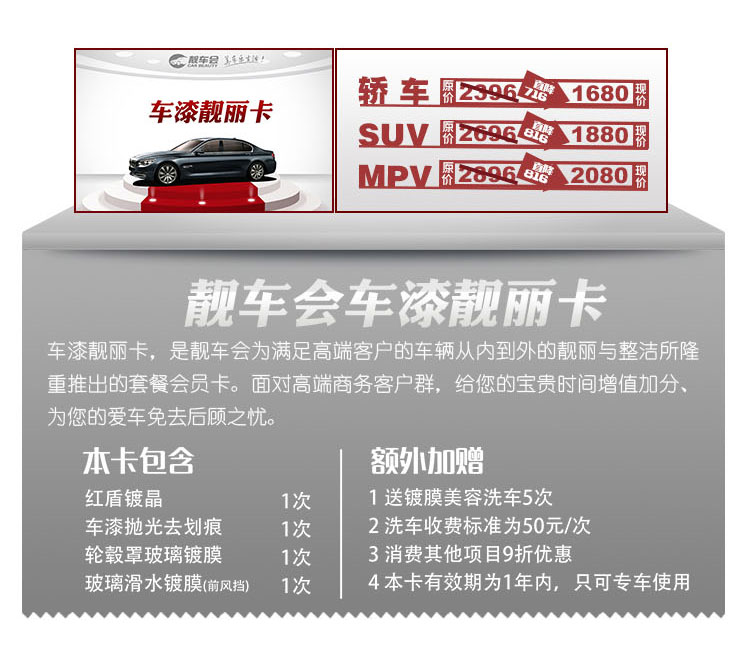 靓车会
CAR BEAUTY
车漆靓丽卡
轿车 原价 2396 直降716 1680 现价
SUV 原价 2696 直降816 1880 现价
MPV 原价 2896 直降816 2080 现价
靓车会车漆靓丽卡
车漆靓丽卡，是靓车会为满足高端客户的车辆从内到外的靓丽与整洁所隆
重推出的套餐会员卡。面对高端商务客户群，给您的宝贵时间增值加分、
为您的爱车免去后顾之忧。
本卡包含
红盾镀晶 1次
车漆抛光去划痕 1次
轮毂罩玻璃镀膜 1次
玻璃滑水镀膜(前风挡) 1次
额外加赠
1 送镀膜美容洗车5次
2 洗车收费标准为50元/次
3 消费其他项目9折优惠
4 本卡有效期为1年内，只可专车使用